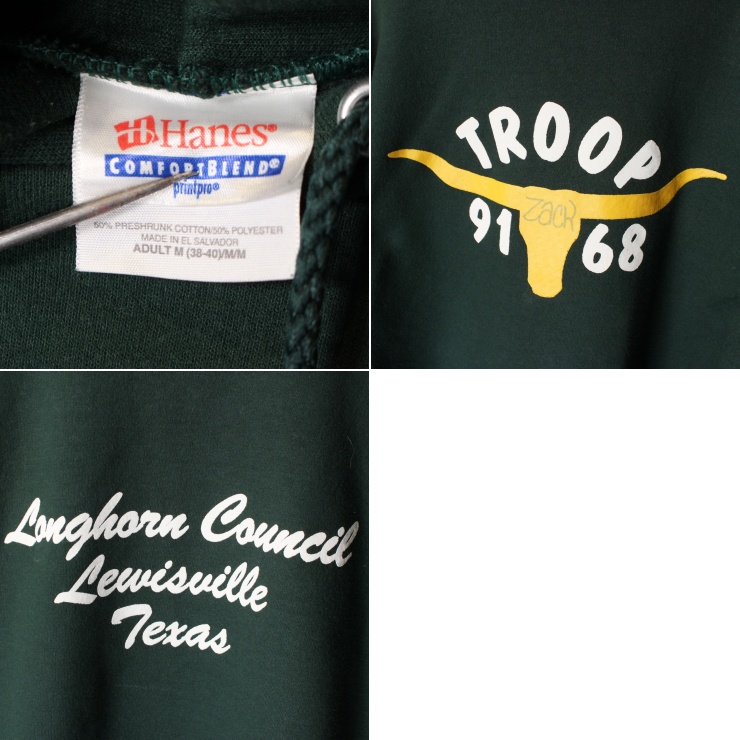 Hanes®
COMFORTBLEND®
printpro®
50% PRESHRUNK COTTON/50% POLYESTER
MADE IN EL SALVADOR
ADULT M (38-40)/M/M
TROOP
Zack
91 68
Longhorn Council
Lewisville
Texas